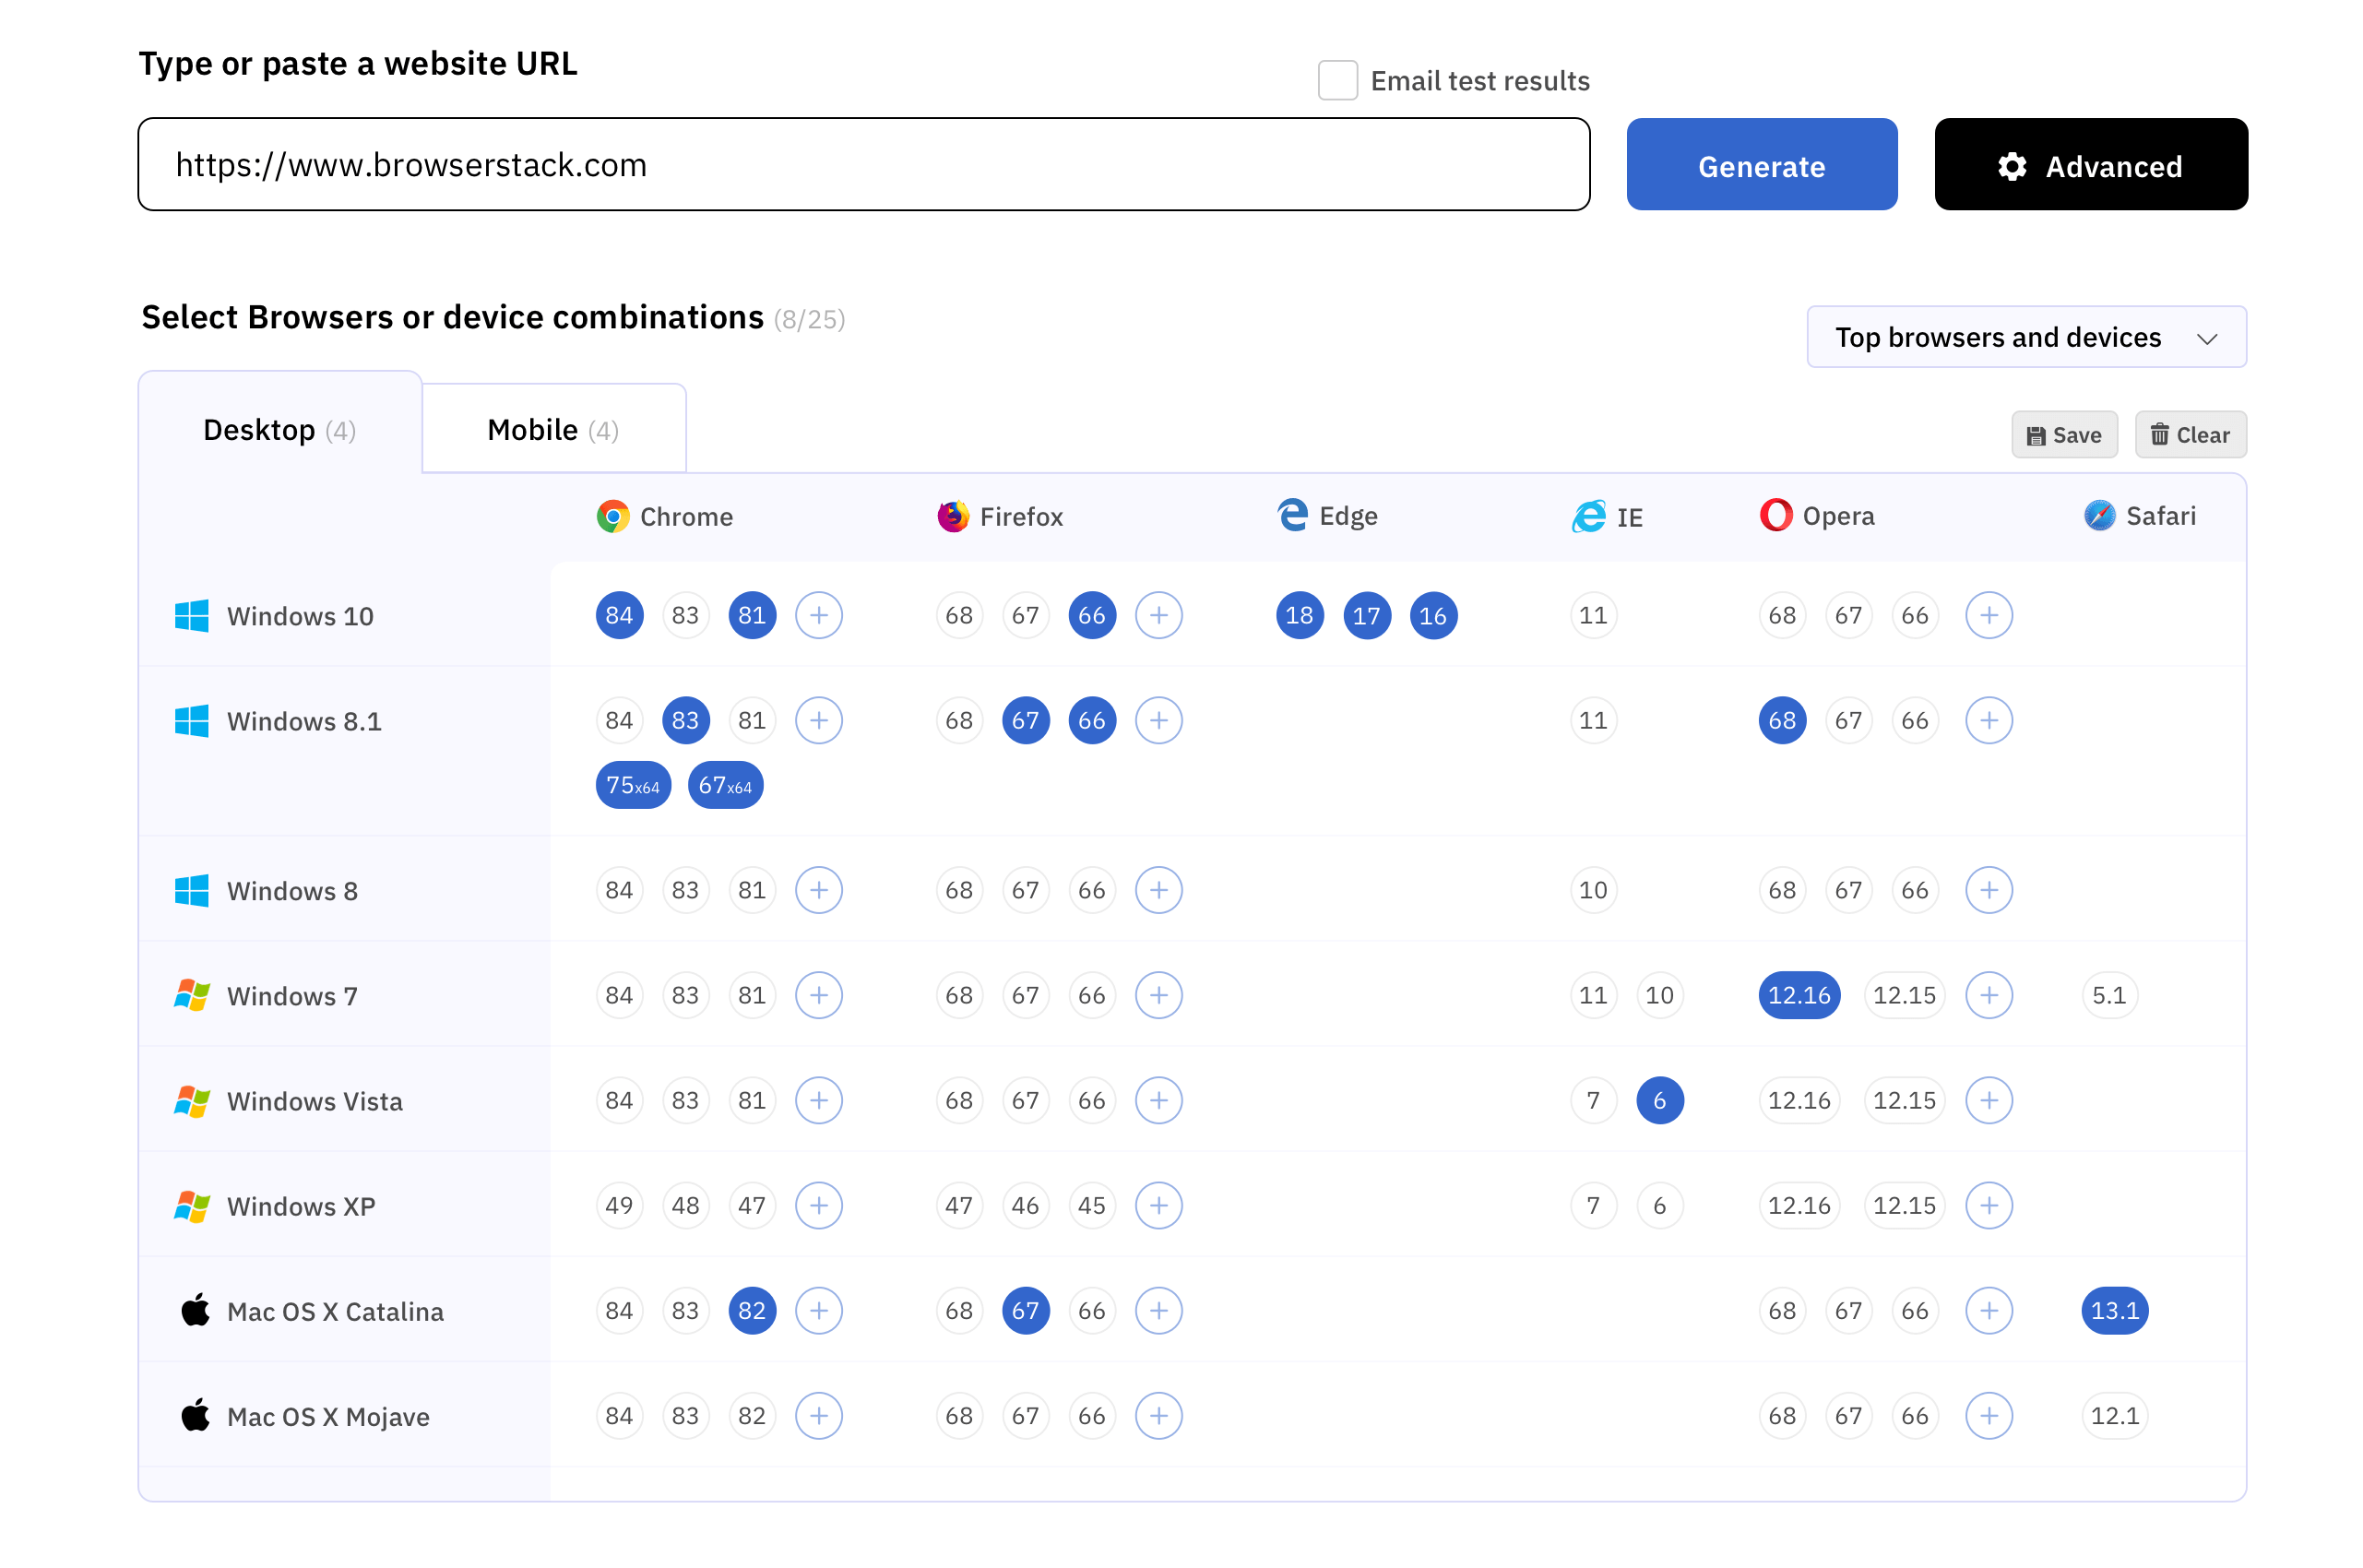 Type or paste a website URL
Email test results
https://www.browserstack.com
Generate
Advanced
Select Browsers or device combinations (8/25)
Top browsers and devices
Desktop (4)
Mobile (4)
Save
Clear
Chrome Firefox Edge IE Opera Safari
Windows 10 84 83 81 + 68 67 66 + 18 17 16 11 68 67 66 +
Windows 8.1 84 83 81 + 68 67 66 + 11 68 67 66 +
75x64 67x64
Windows 8 84 83 81 + 68 67 66 + 10 68 67 66 +
Windows 7 84 83 81 + 68 67 66 + 11 10 12.16 12.15 + 5.1
Windows Vista 84 83 81 + 68 67 66 + 7 6 12.16 12.15 +
Windows XP 49 48 47 + 47 46 45 + 7 6 12.16 12.15 +
Mac OS X Catalina 84 83 82 + 68 67 66 + 68 67 66 + 13.1
Mac OS X Mojave 84 83 82 + 68 67 66 + 68 67 66 + 12.1